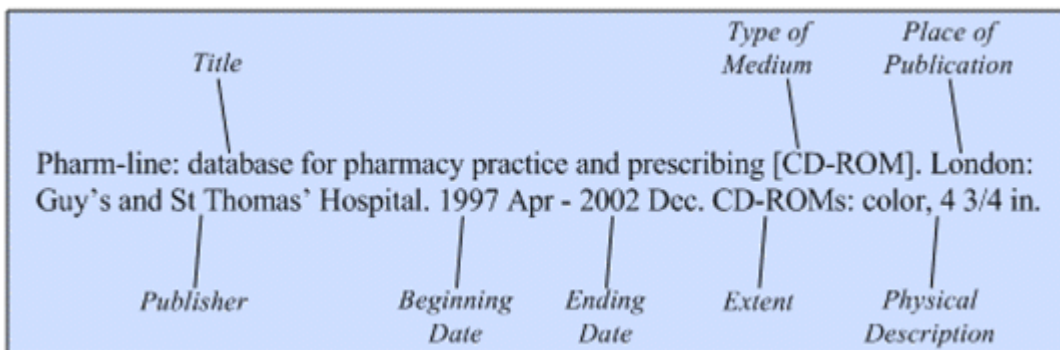 Type of Place of
Title Medium Publication
Pharm-line: database for pharmacy practice and prescribing [CD-ROM]. London:
Guy's and St Thomas' Hospital. 1997 Apr - 2002 Dec. CD-ROMs: color, 4 3/4 in.
Publisher Beginning Ending Extent Physical
Date Date Description